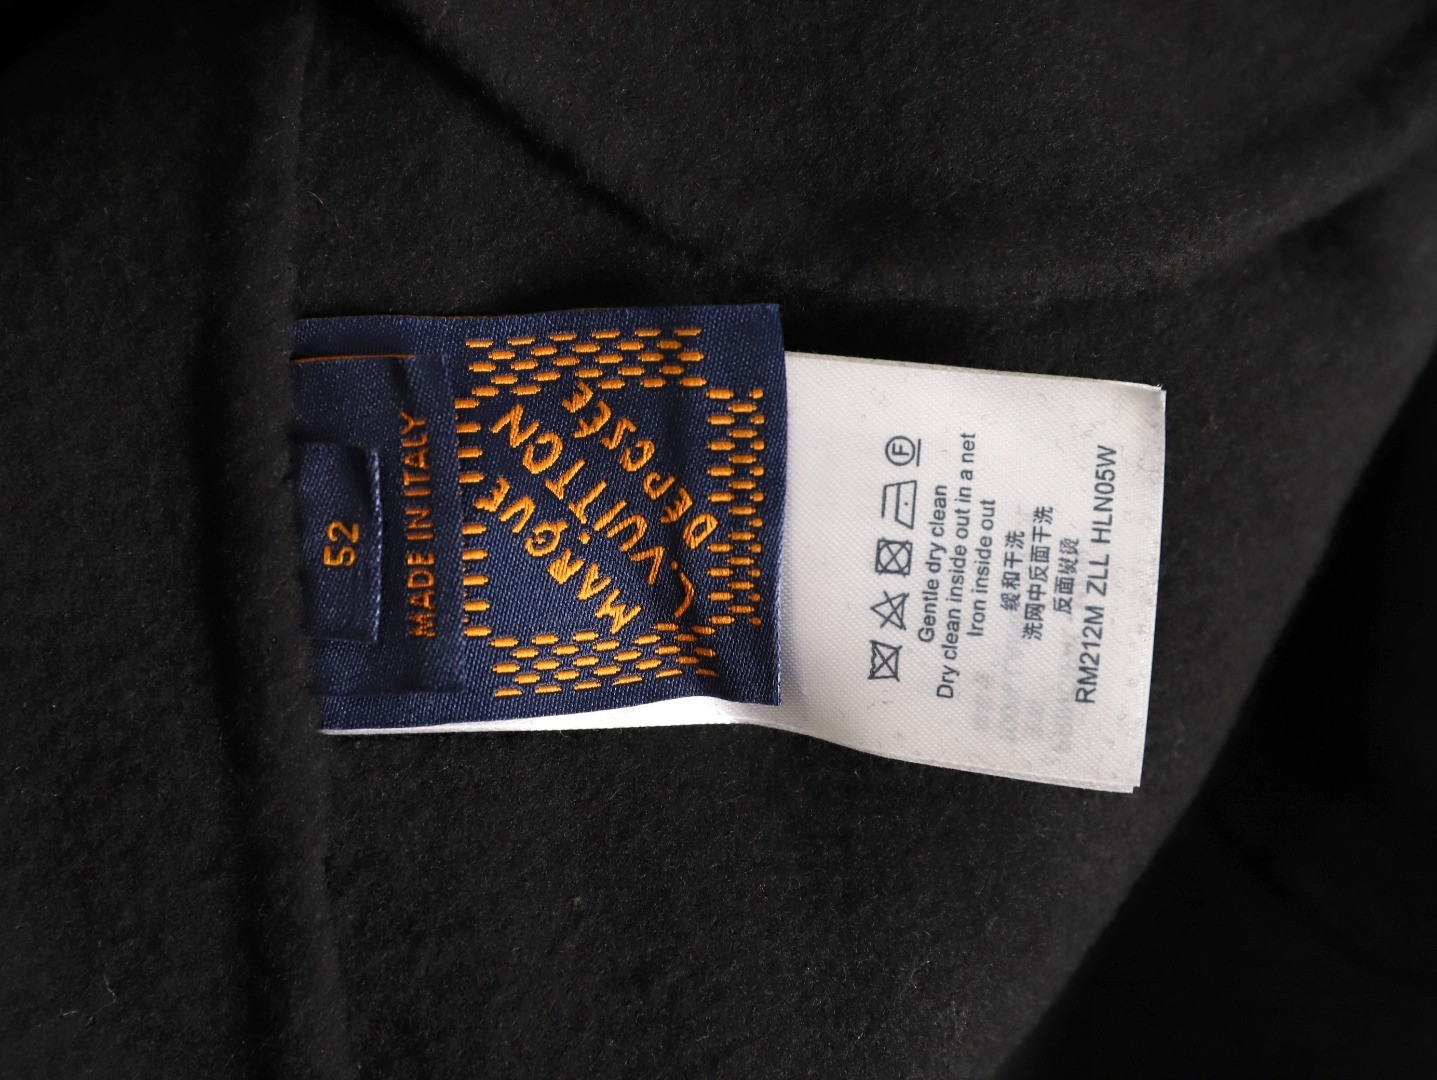 52
MADE IN ITALY
MARQUE
L.VUITTON
DÉPOSÉE
F
Gentle dry clean
Dry clean inside out in a net
Iron inside out
缓和干洗
洗网中反面干洗
反面熨烫
RM212M ZLL HLN05W